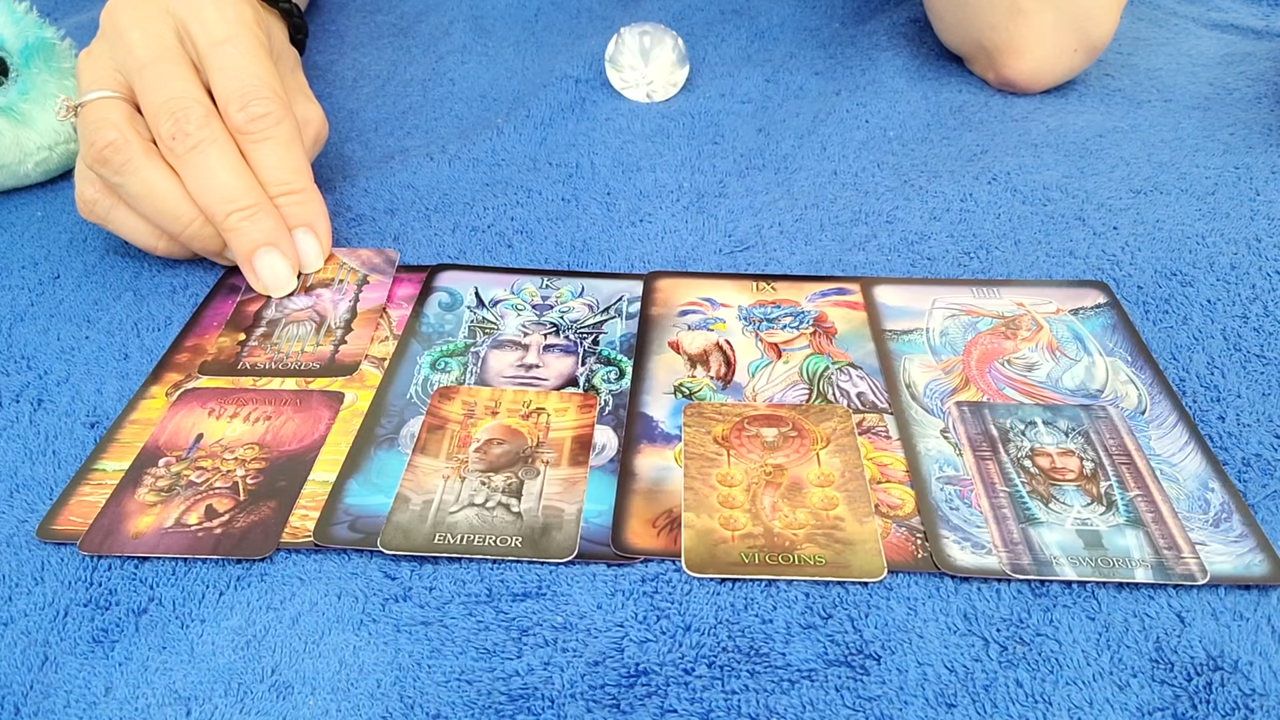 K
IX
IIII
IX SWORDS
EMPEROR
VI COINS
K SWORDS